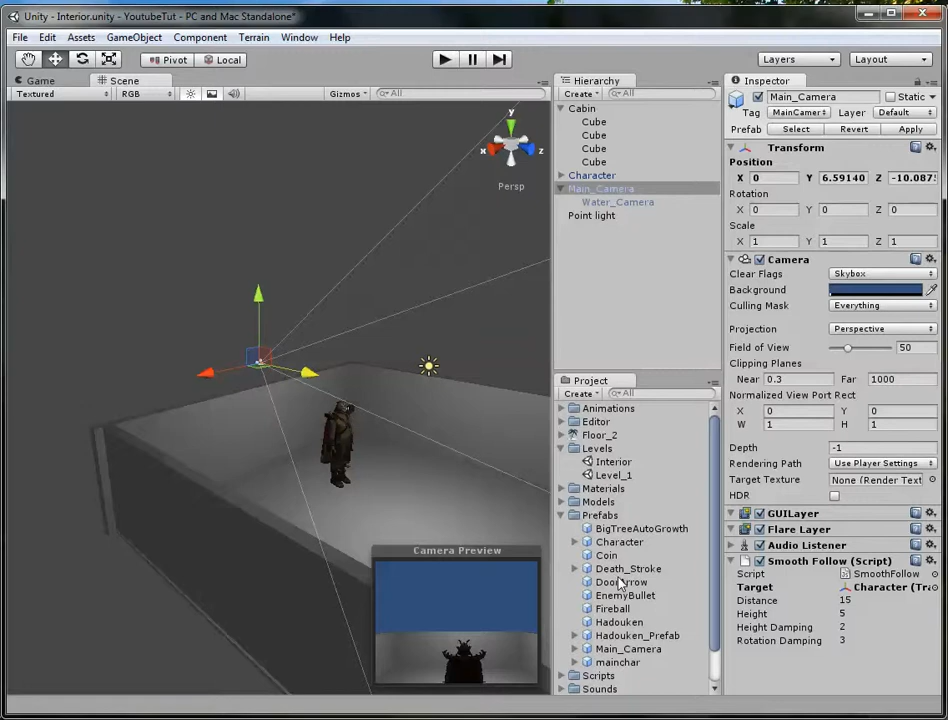 Unity - Interior.unity - YoutubeTut - PC and Mac Standalone*
File Edit Assets GameObject Component Terrain Window Help
Pivot Local Layers Layout
Game Scene
Textured RGB Gizmos All
x y z
Persp
Camera Preview
Hierarchy
Create All
Cabin
Cube
Cube
Cube
Cube
Character
Main_Camera
Water_Camera
Point light
Project
Create All
Animations
Editor
Floor_2
Levels
Interior
Level_1
Materials
Models
Prefabs
BigTreeAutoGrowth
Character
Coin
Death_Stroke
EnemyBullet
Fireball
Hadouken
Hadouken_Prefab
Main_Camera
mainchar
Scripts
Sounds
Inspector
Main_Camera Static
Tag MainCamer Layer Default
Prefab Select Revert Apply
Transform
Position
X 0 Y 6.59140 Z -10.087
Rotation
X 0 Y 0 Z 0
Scale
X 1 Y 1 Z 1
Camera
Clear Flags Skybox
Background
Culling Mask Everything
Projection Perspective
Field of View 50
Clipping Planes
Near 0.3 Far 1000
Normalized View Port Rect
X 0 Y 0
W 1 H 1
Depth -1
Rendering Path Use Player Settings
Target Texture None (Render Text
HDR
GUILayer
Flare Layer
Audio Listener
Smooth Follow (Script)
Script SmoothFollow
Target Character (Tra
Distance 15
Height 5
Height Damping 2
Rotation Damping 3